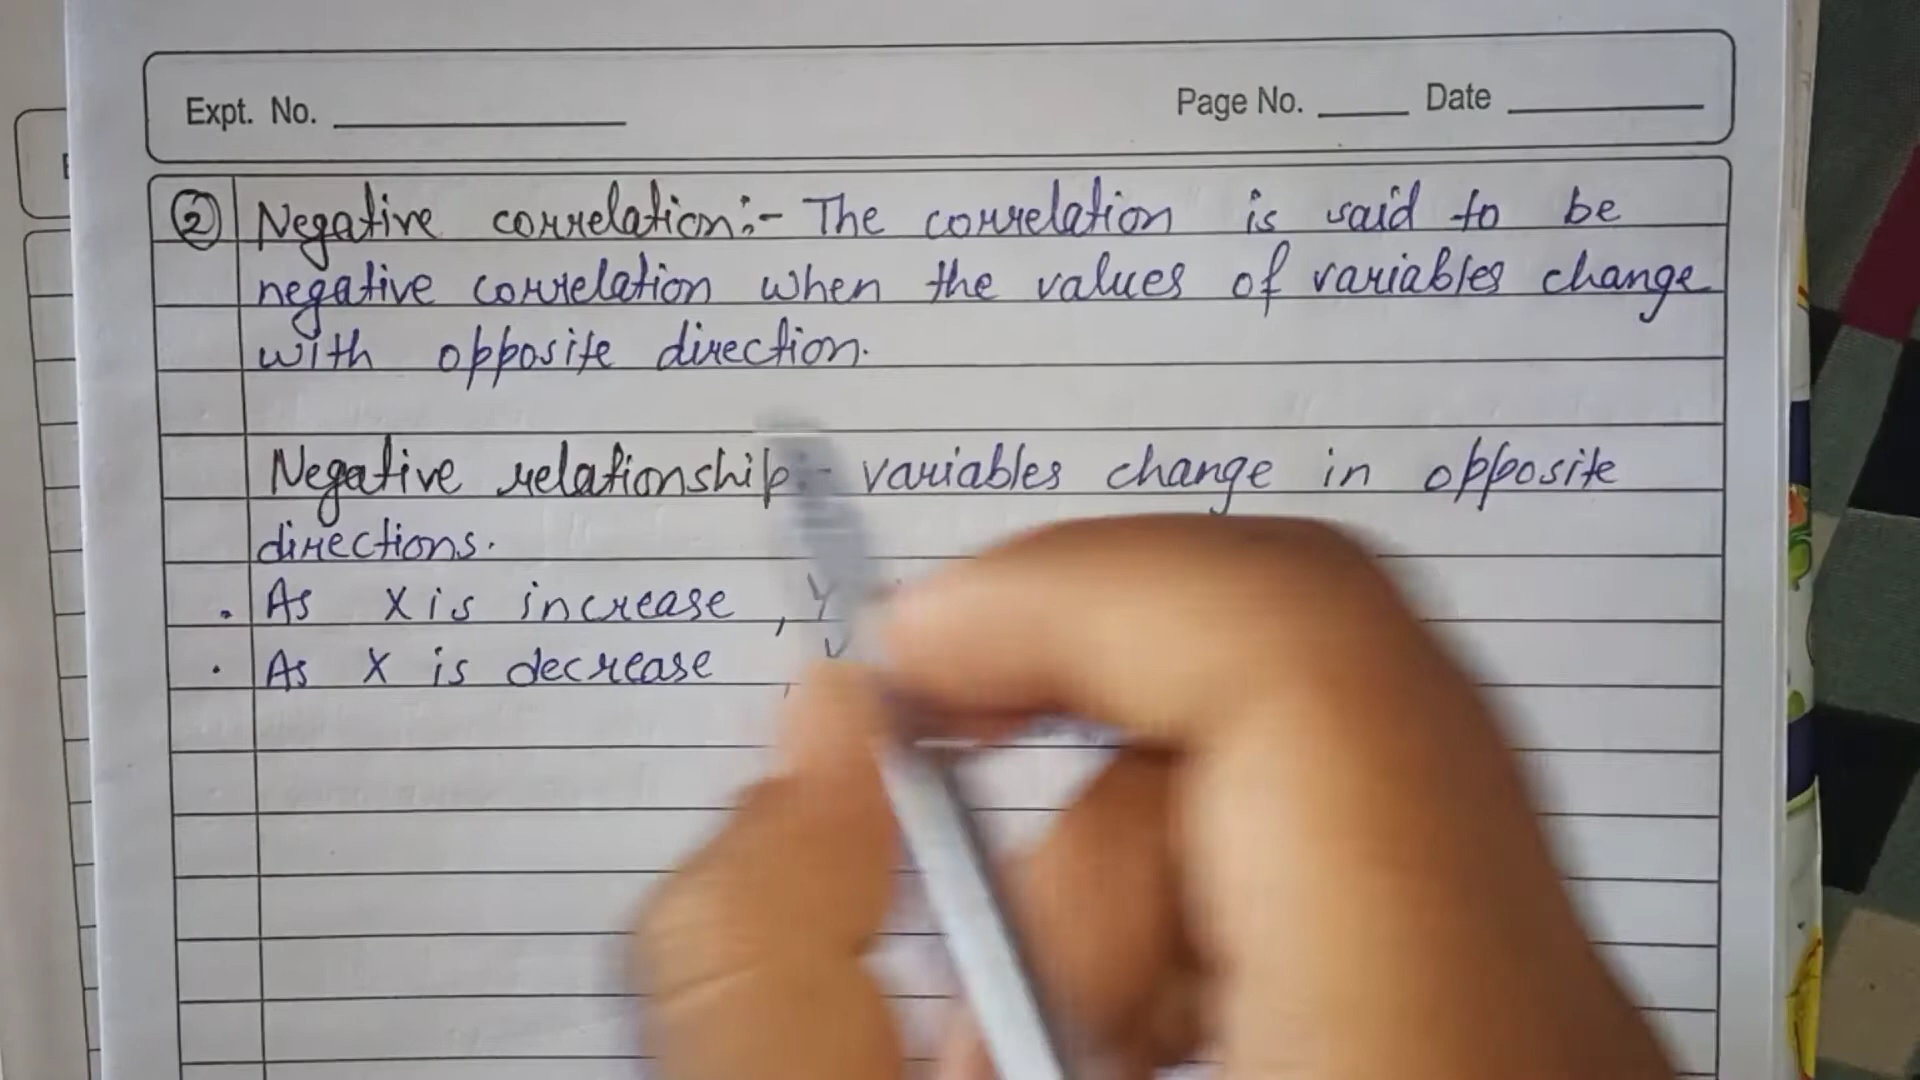 Expt. No. Page No. Date
② Negative correlation:- The correlation is said to be
negative correlation when the values of variables change
with opposite direction.
Negative relationship:- variables change in opposite
directions.
. As X is increase , Y
. As X is decrease ,